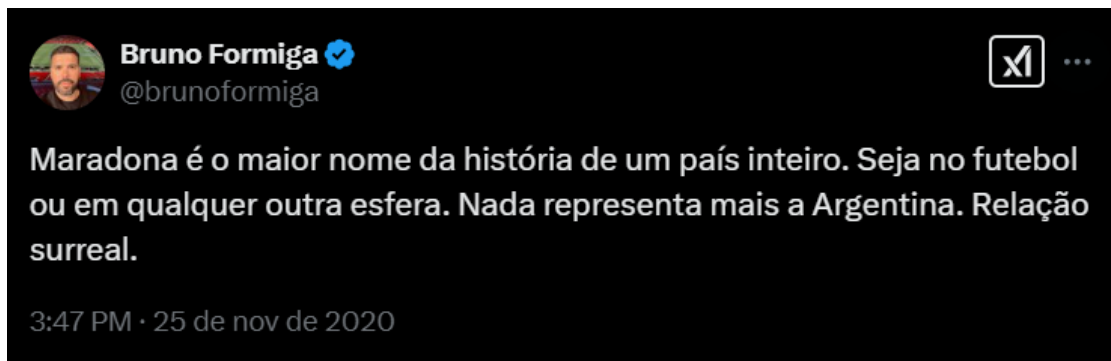 Bruno Formiga
@brunoformiga
Maradona é o maior nome da história de um país inteiro. Seja no futebol
ou em qualquer outra esfera. Nada representa mais a Argentina. Relação
surreal.
3:47 PM · 25 de nov de 2020